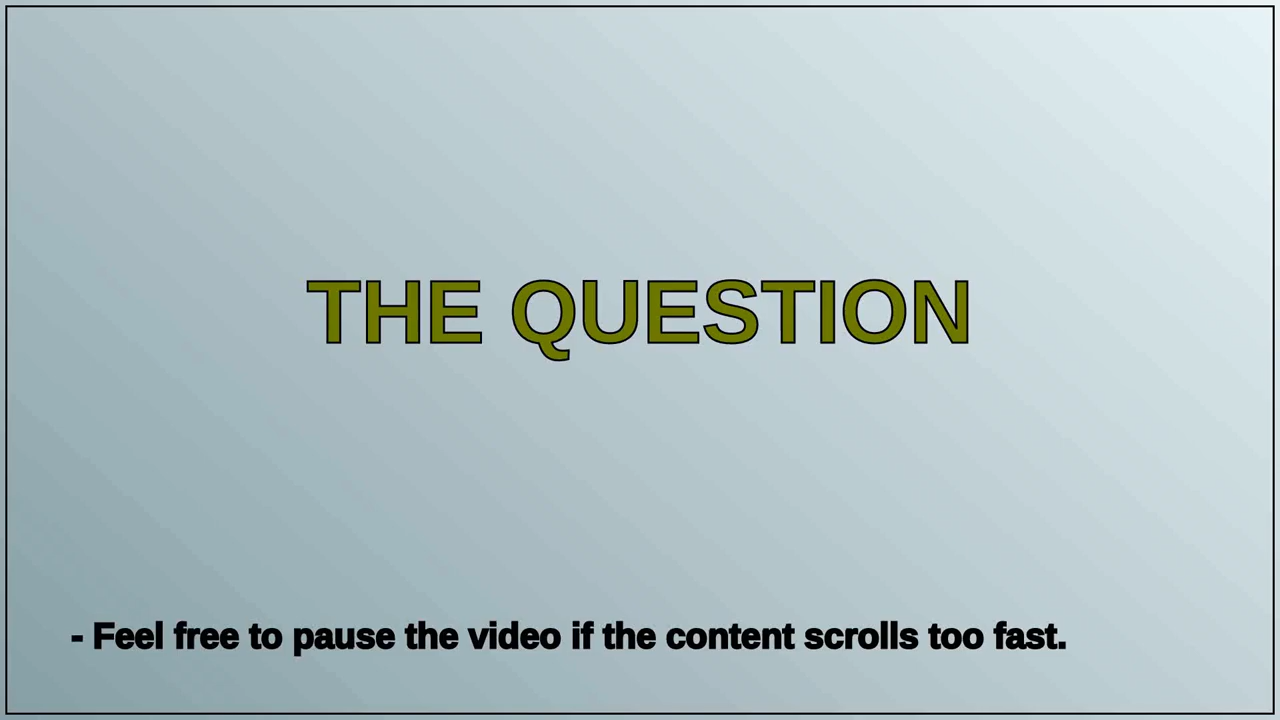 THE QUESTION
- Feel free to pause the video if the content scrolls too fast.